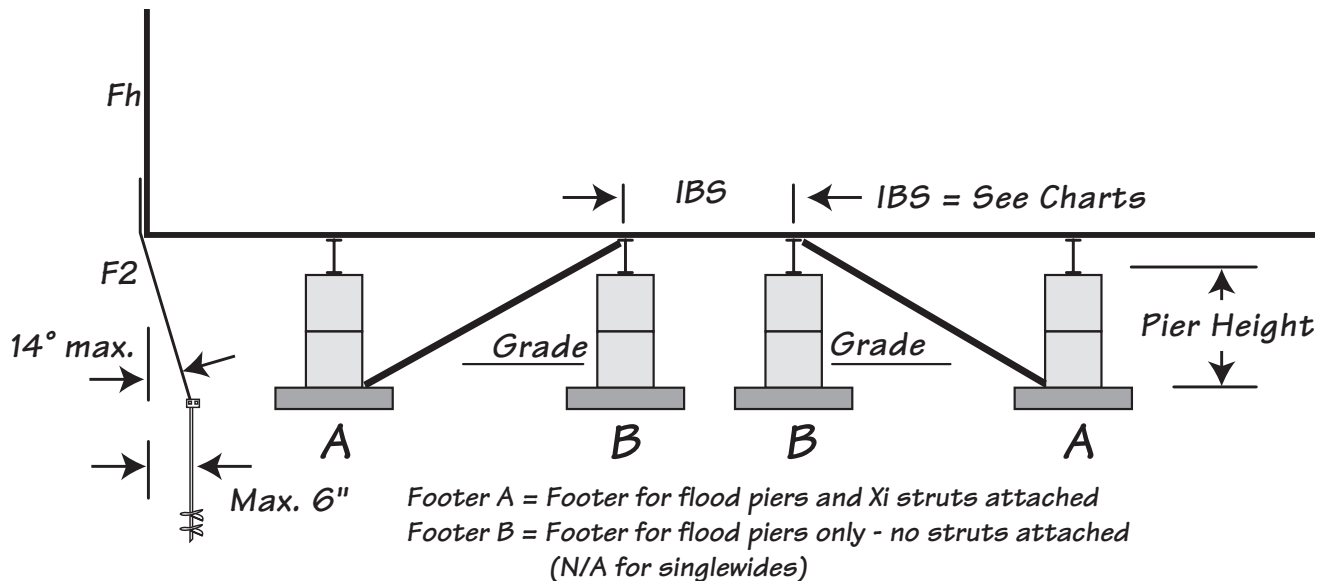 Fh
IBS
IBS = See Charts
F2
14° max.
Grade
Grade
Pier Height
A
B
B
A
Max. 6"
Footer A = Footer for flood piers and Xi struts attached
Footer B = Footer for flood piers only - no struts attached
(N/A for singlewides)